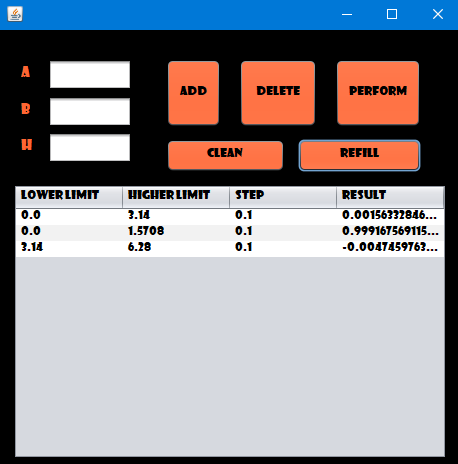 A
B
H
ADD DELETE PERFORM
CLEAN REFILL
LOWER LIMIT HIGHER LIMIT STEP RESULT
0.0 3.14 0.1 0.00156332846...
0.0 1.5708 0.1 0.999167569115...
3.14 6.28 0.1 -0.0047459763...